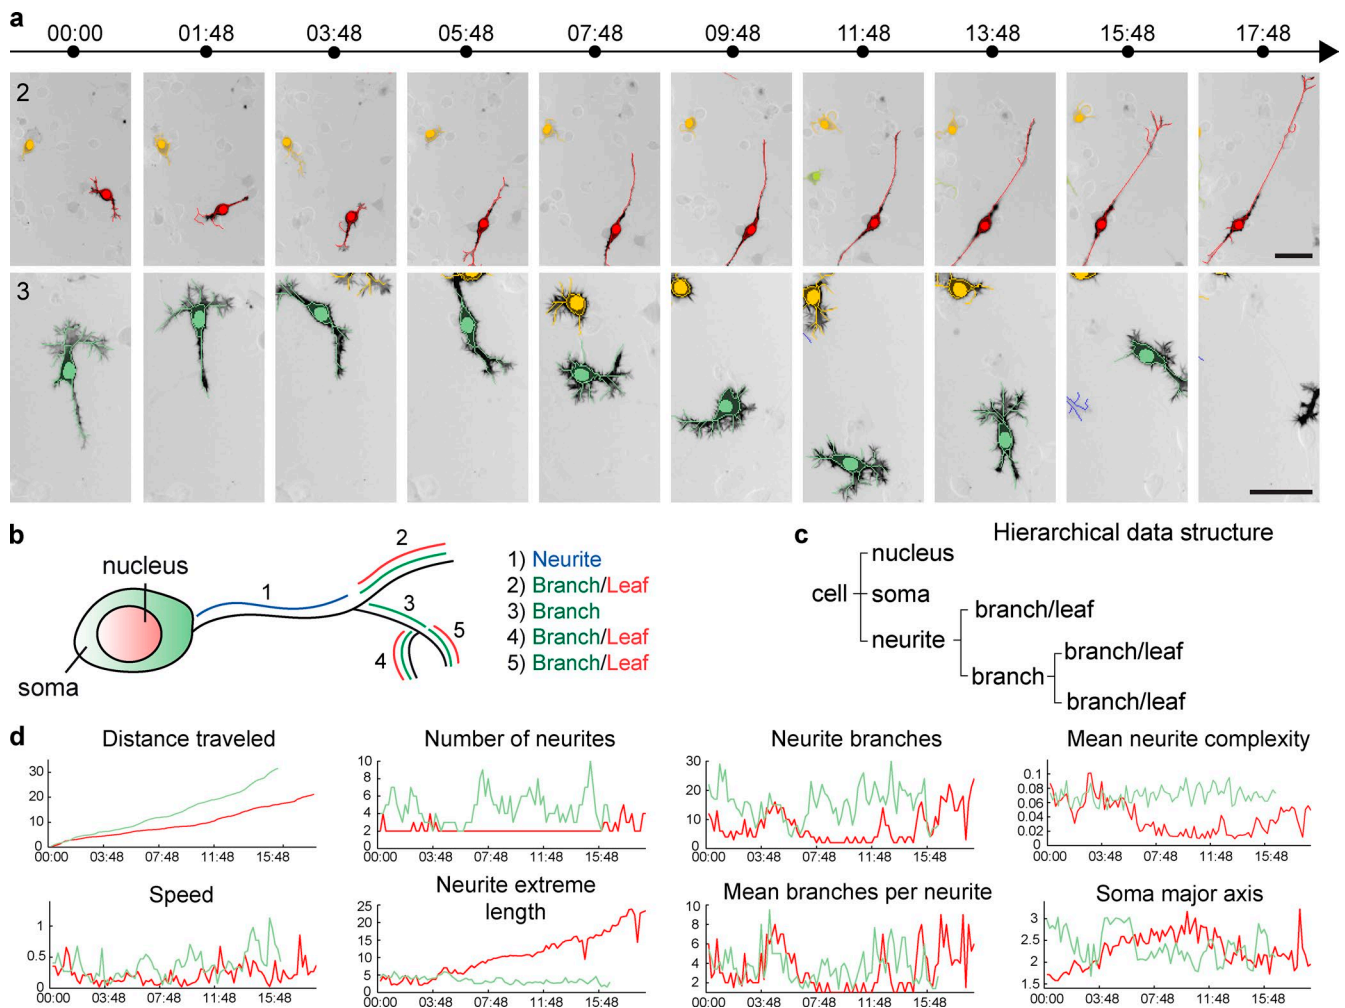 a
00:00 01:48 03:48 05:48 07:48 09:48 11:48 13:48 15:48 17:48
2
3
b
nucleus
soma
1
2
3
4
5
1) Neurite
2) Branch/Leaf
3) Branch
4) Branch/Leaf
5) Branch/Leaf
c
Hierarchical data structure
cell
nucleus
soma
neurite
branch/leaf
branch
branch/leaf
branch/leaf
d
Distance traveled
30
20
10
0
00:00 03:48 07:48 11:48 15:48
Number of neurites
10
8
6
4
2
0
00:00 03:48 07:48 11:48 15:48
Neurite branches
30
20
10
0
00:00 03:48 07:48 11:48 15:48
Mean neurite complexity
0.1
0.08
0.06
0.04
0.02
0
00:00 03:48 07:48 11:48 15:48
Speed
1
0.5
0
00:00 03:48 07:48 11:48 15:48
Neurite extreme
length
25
20
15
10
5
0
00:00 03:48 07:48 11:48 15:48
Mean branches per neurite
10
8
6
4
2
00:00 03:48 07:48 11:48 15:48
Soma major axis
3
2.5
2
1.5
00:00 03:48 07:48 11:48 15:48